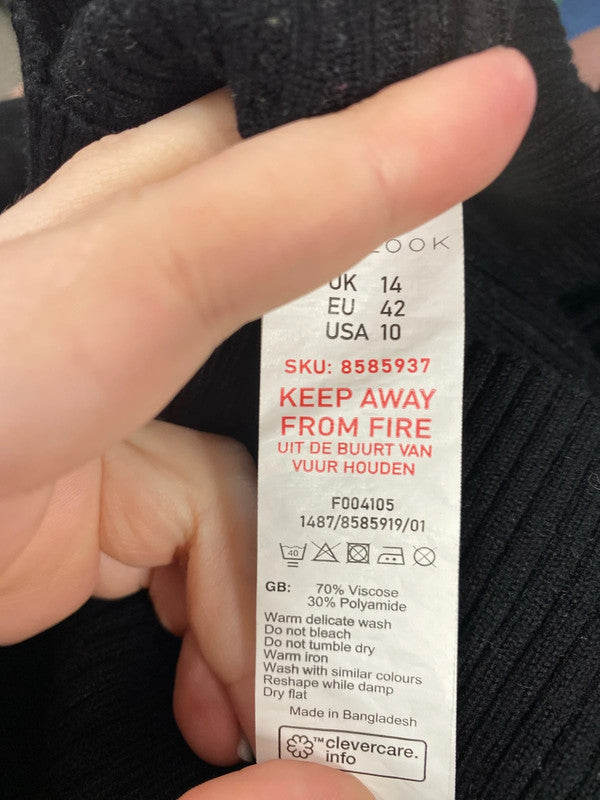 LOOK
UK 14
EU 42
USA 10
SKU: 8585937
KEEP AWAY
FROM FIRE
UIT DE BUURT VAN
VUUR HOUDEN
F004105
1487/8585919/01
40
GB: 70% Viscose
30% Polyamide
Warm delicate wash
Do not bleach
Do not tumble dry
Warm iron
Wash with similar colours
Reshape while damp
Dry flat
Made in Bangladesh
™clevercare.
info